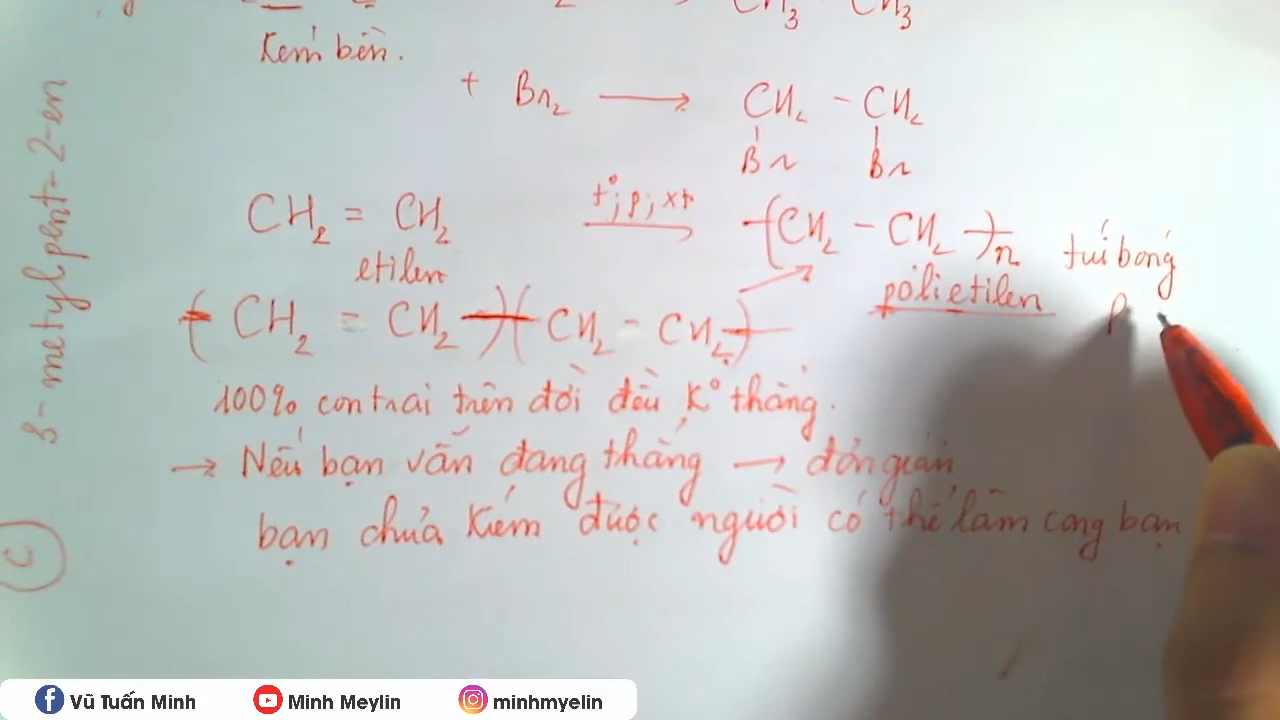 CH₃ CH₃
Kém bền.
+ Br₂ → CH₂ - CH₂
Br Br
CH₂ = CH₂ t°; p; xt → (CH₂ - CH₂)n túi bóng
etilen polietilen p
(CH₂ = CH₂)(CH₂ - CH₂)
100% con trai trên đời đều K° thẳng.
→ Nếu bạn vẫn đang thẳng → đơn giản
bạn chưa Kiếm được người có thể làm cong bạn
3-metylpent-2-en
C
Vũ Tuấn Minh
Minh Meylin
minhmyelin